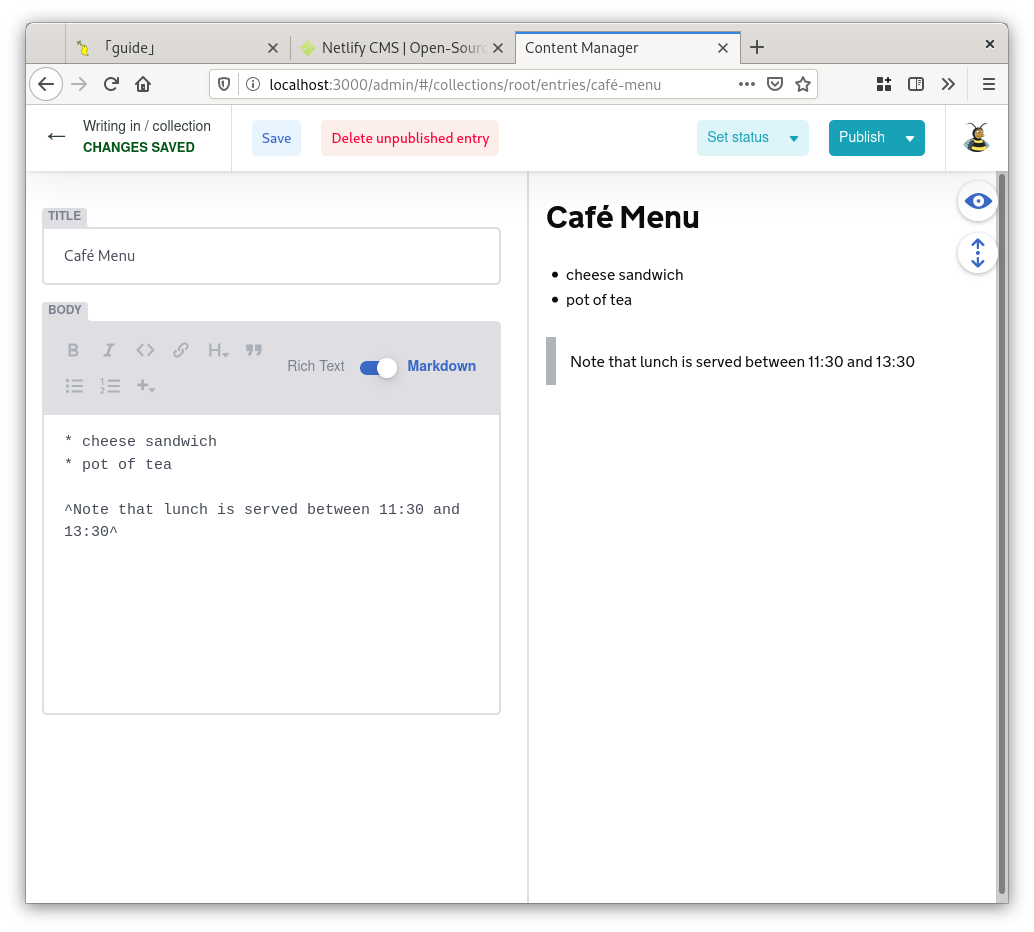 「guide」
Netlify CMS | Open-Sourc
Content Manager
localhost:3000/admin/#/collections/root/entries/café-menu
Writing in / collection
CHANGES SAVED
Save
Delete unpublished entry
Set status
Publish
TITLE
Café Menu
BODY
Rich Text
Markdown
* cheese sandwich
* pot of tea
^Note that lunch is served between 11:30 and
13:30^
Café Menu
• cheese sandwich
• pot of tea
Note that lunch is served between 11:30 and 13:30